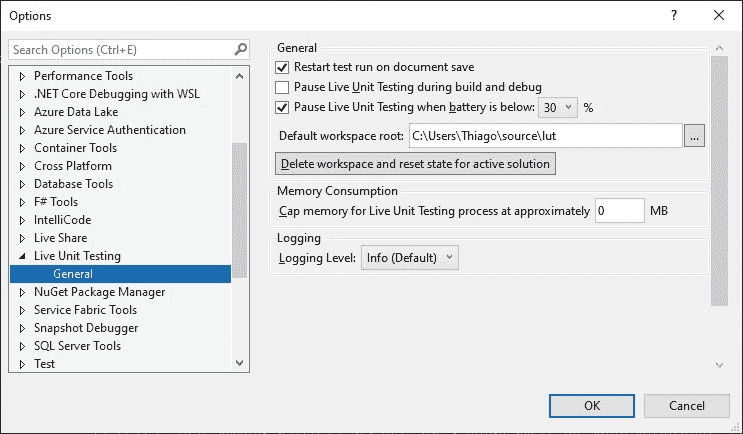 Options
Search Options (Ctrl+E)
Performance Tools
.NET Core Debugging with WSL
Azure Data Lake
Azure Service Authentication
Container Tools
Cross Platform
Database Tools
F# Tools
IntelliCode
Live Share
Live Unit Testing
General
NuGet Package Manager
Service Fabric Tools
Snapshot Debugger
SQL Server Tools
Test
General
Restart test run on document save
Pause Live Unit Testing during build and debug
Pause Live Unit Testing when battery is below: 30 %
Default workspace root: C:\Users\Thiago\source\lut ...
Delete workspace and reset state for active solution
Memory Consumption
Cap memory for Live Unit Testing process at approximately 0 MB
Logging
Logging Level: Info (Default)
OK Cancel